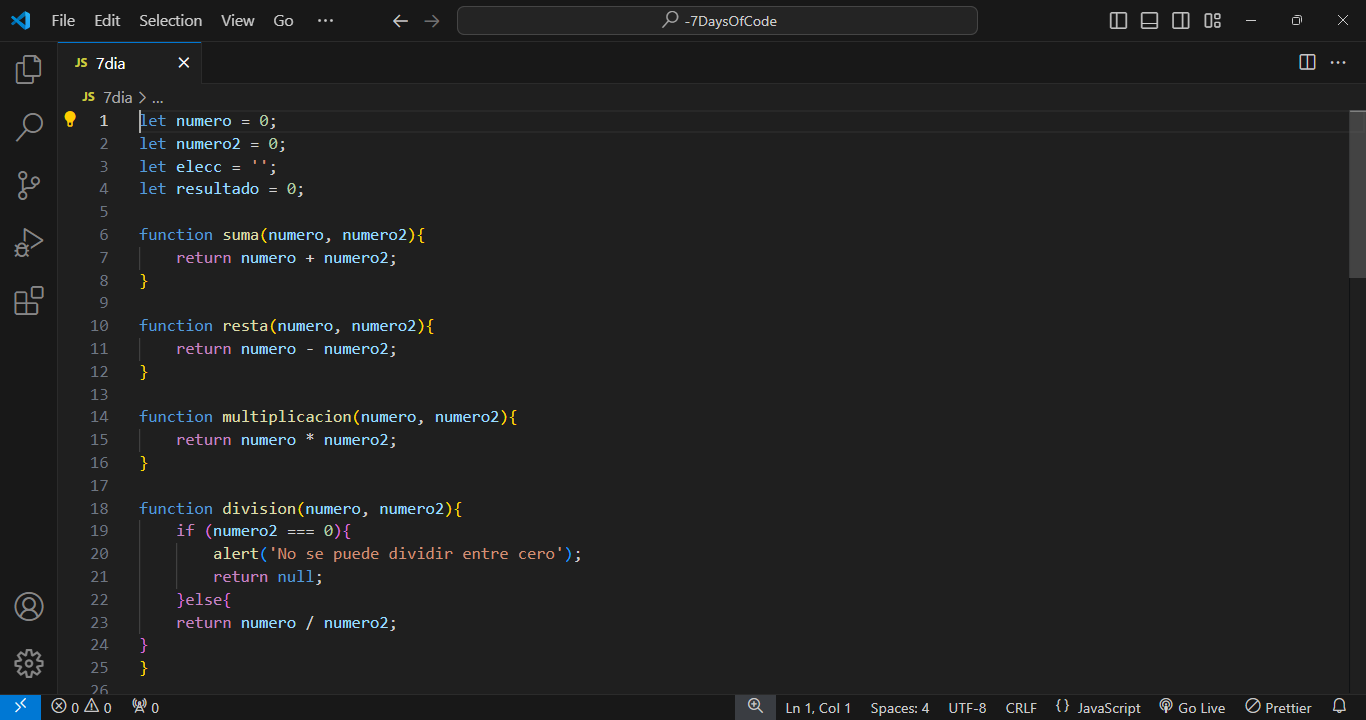 File Edit Selection View Go ...
-7DaysOfCode
JS 7dia
JS 7dia > ...
1 let numero = 0;
2 let numero2 = 0;
3 let elecc = '';
4 let resultado = 0;
5
6 function suma(numero, numero2){
7 return numero + numero2;
8 }
9
10 function resta(numero, numero2){
11 return numero - numero2;
12 }
13
14 function multiplicacion(numero, numero2){
15 return numero * numero2;
16 }
17
18 function division(numero, numero2){
19 if (numero2 === 0){
20 alert('No se puede dividir entre cero');
21 return null;
22 }else{
23 return numero / numero2;
24 }
25 }
26
0 0 0 Ln 1, Col 1 Spaces: 4 UTF-8 CRLF {} JavaScript Go Live Prettier